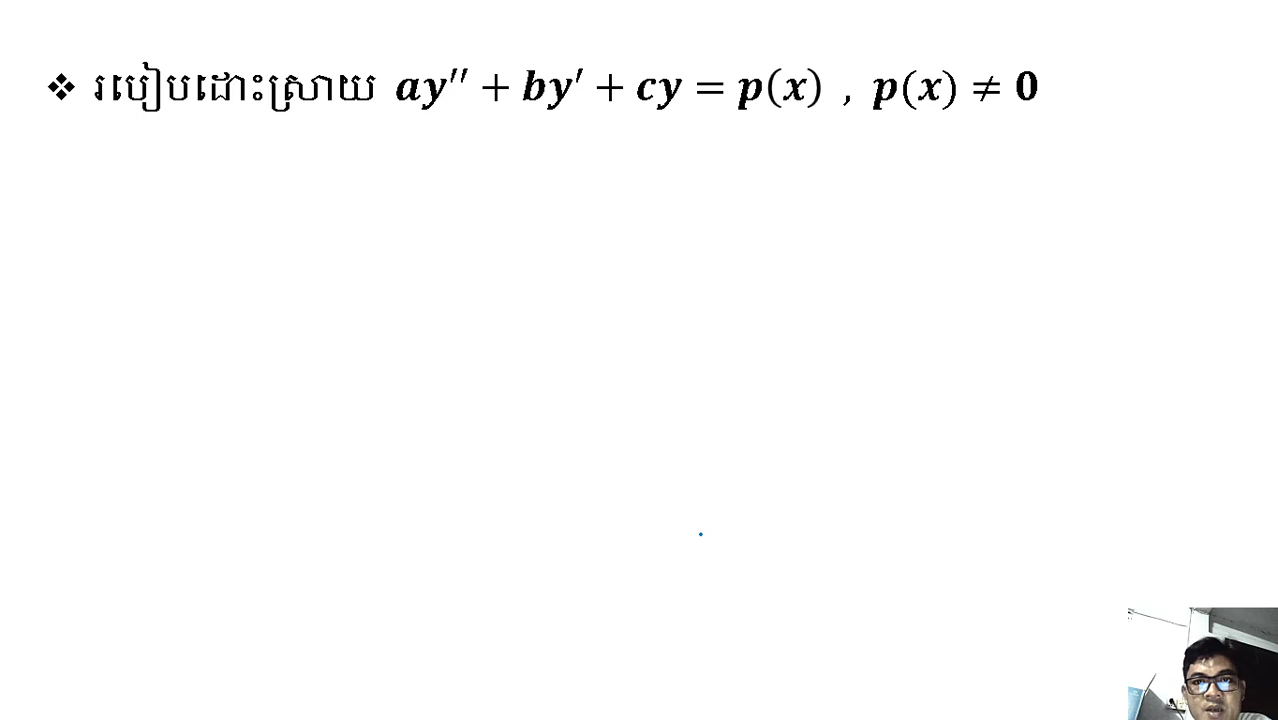 ❖ របៀបដោះស្រាយ ay′′ + by′ + cy = p(x) , p(x) ≠ 0